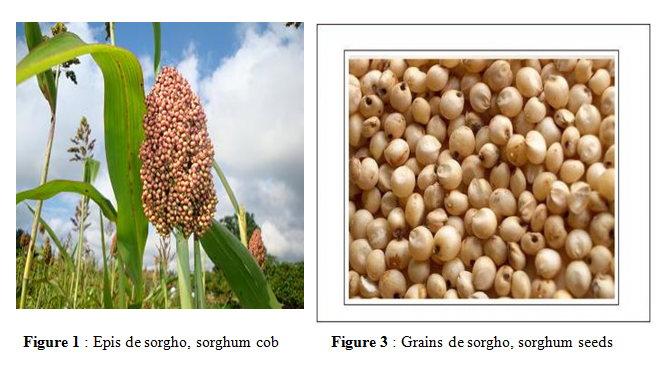 Figure 1 : Epis de sorgho, sorghum cob
Figure 3 : Grains de sorgho, sorghum seeds